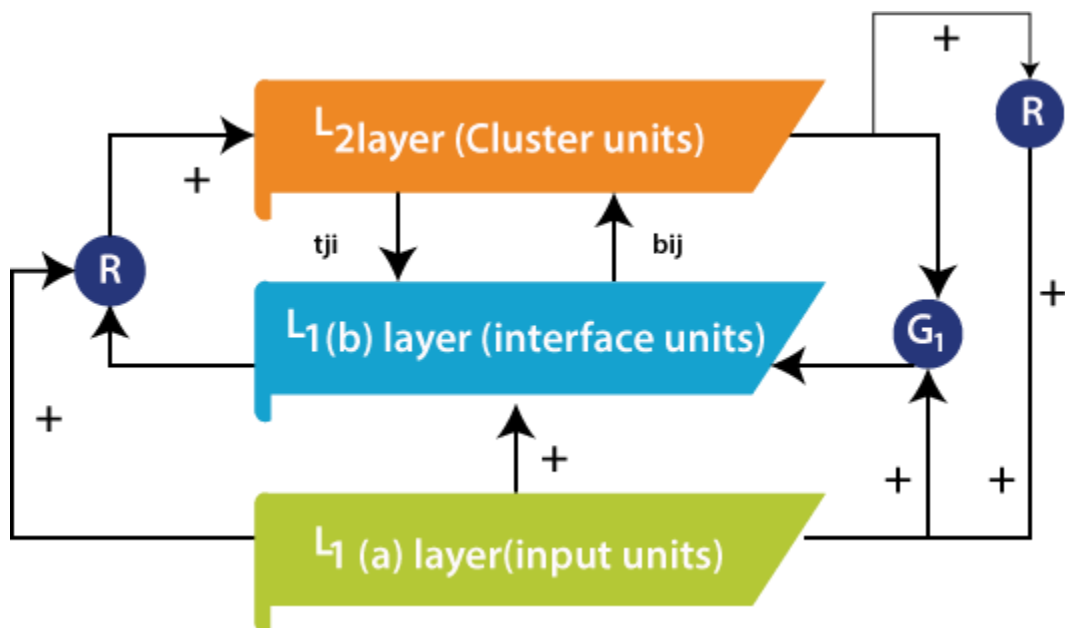 +
R
L2layer (Cluster units)
+
tji
bij
R
+
L1(b) layer (interface units)
G1
+
+
+
+
L1 (a) layer(input units)